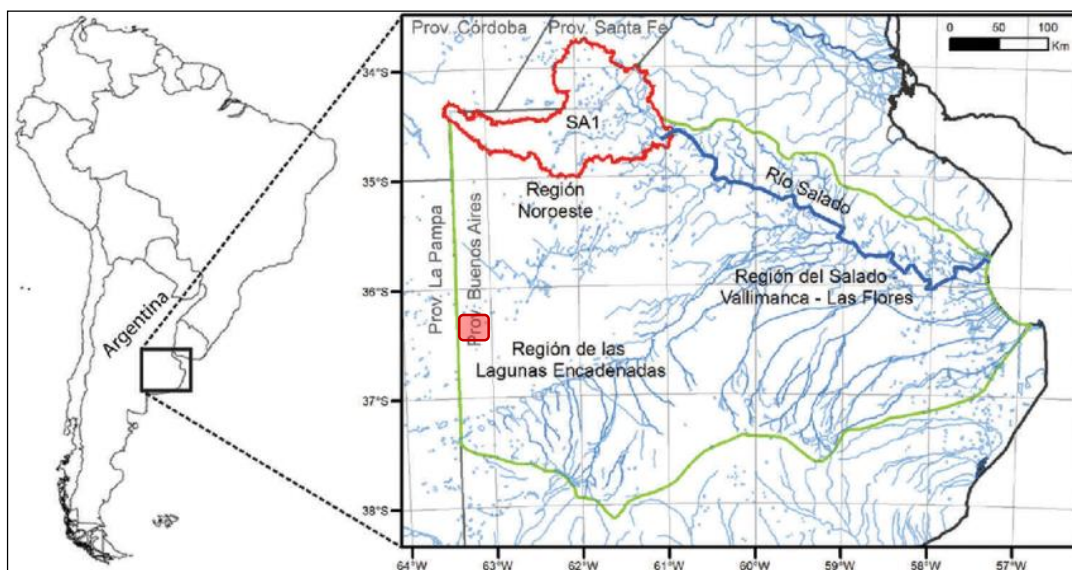 Prov. Córdoba
Prov. Santa Fe
0
50
100
Km
34°S
SA1
35°S
Región
Noroeste
Río Salado
Prov. La Pampa
Prov. Buenos Aires
36°S
Región del Salado
Vallimanca - Las Flores
Argentina
Región de las
Lagunas Encadenadas
37°S
38°S
64°W
63°W
62°W
61°W
60°W
59°W
58°W
57°W